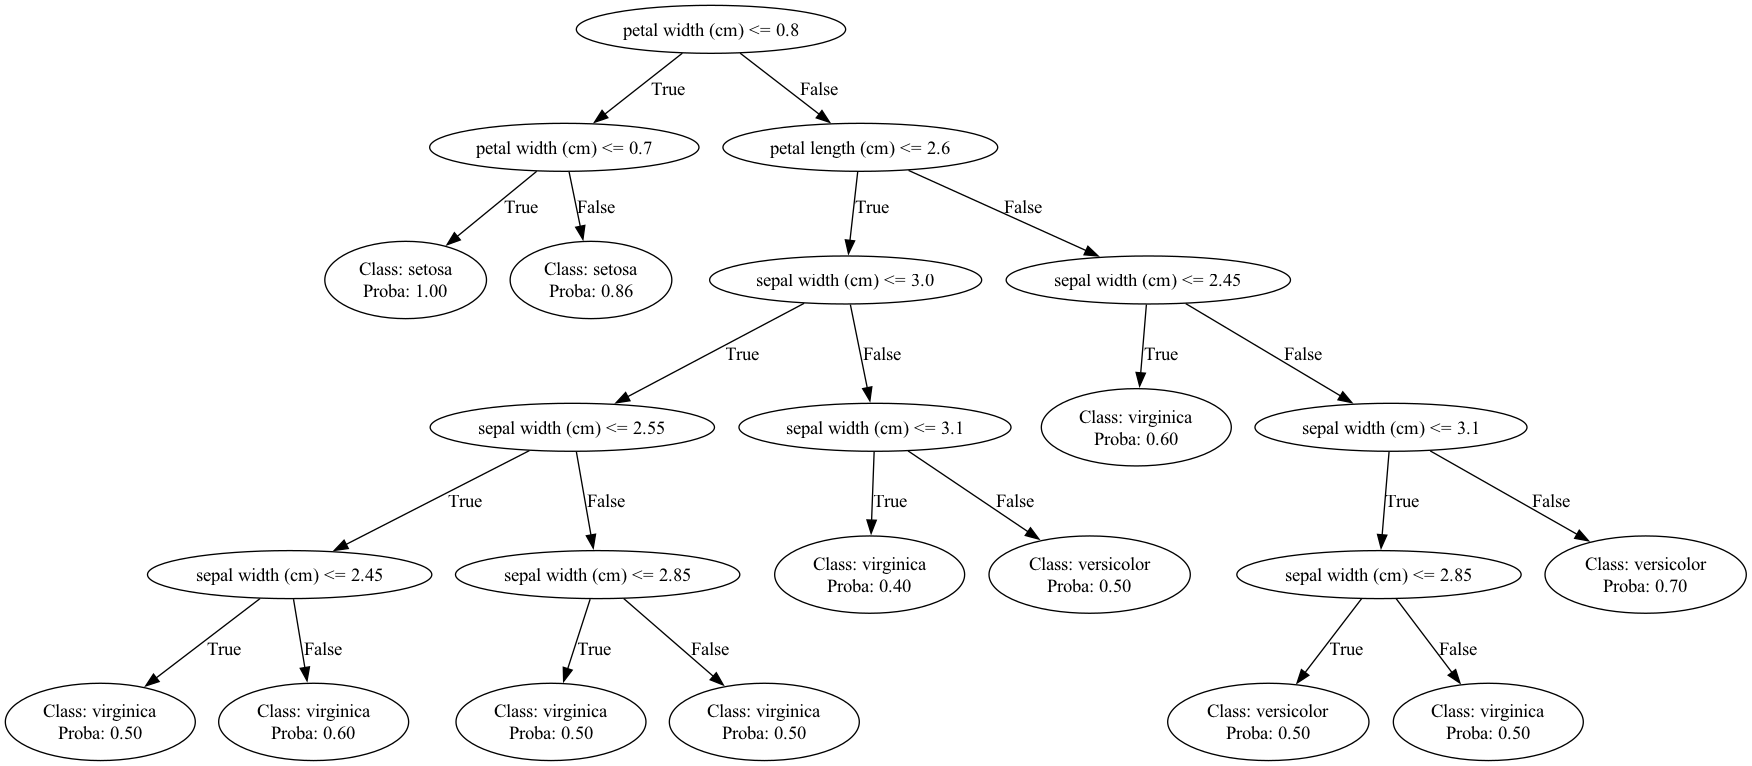 petal width (cm) <= 0.8
True
False
petal width (cm) <= 0.7
petal length (cm) <= 2.6
True
False
True
False
Class: setosa
Proba: 1.00
Class: setosa
Proba: 0.86
sepal width (cm) <= 3.0
sepal width (cm) <= 2.45
True
False
True
False
sepal width (cm) <= 2.55
sepal width (cm) <= 3.1
Class: virginica
Proba: 0.60
sepal width (cm) <= 3.1
True
False
True
False
True
False
sepal width (cm) <= 2.45
sepal width (cm) <= 2.85
Class: virginica
Proba: 0.40
Class: versicolor
Proba: 0.50
sepal width (cm) <= 2.85
Class: versicolor
Proba: 0.70
True
False
True
False
True
False
Class: virginica
Proba: 0.50
Class: virginica
Proba: 0.60
Class: virginica
Proba: 0.50
Class: virginica
Proba: 0.50
Class: versicolor
Proba: 0.50
Class: virginica
Proba: 0.50